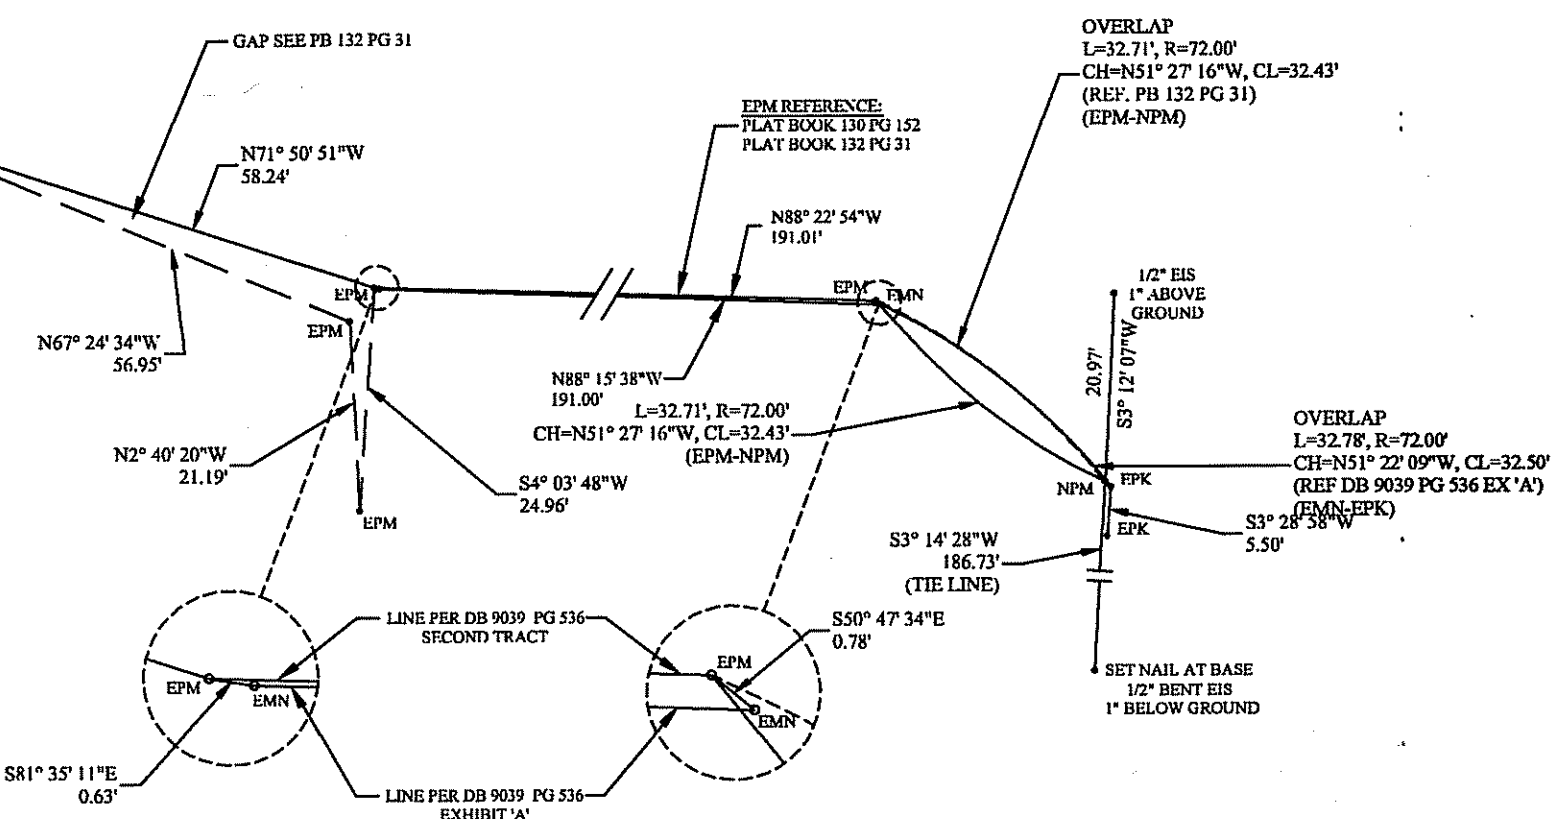 GAP SEE PB 132 PG 31
OVERLAP
L=32.71', R=72.00'
CH=N51° 27' 16"W, CL=32.43'
(REF. PB 132 PG 31)
(EPM-NPM)
EPM REFERENCE:
PLAT BOOK 130 PG 152
PLAT BOOK 132 PG 31
N71° 50' 51"W
58.24'
N88° 22' 54"W
191.01'
EPM
EPM
EMN
1/2" EIS
1" ABOVE
GROUND
EPM
N67° 24' 34"W
56.95'
20.97'
S3° 12' 07"W
N88° 15' 38"W
191.00'
L=32.71', R=72.00'
CH=N51° 27' 16"W, CL=32.43'
(EPM-NPM)
OVERLAP
L=32.78', R=72.00'
CH=N51° 22' 09"W, CL=32.50'
(REF DB 9039 PG 536 EX 'A')
(EMN-EPK)
N2° 40' 20"W
21.19'
S4° 03' 48"W
24.96'
NPM
EPK
EPM
EPK
S3° 28' 58"W
5.50'
S3° 14' 28"W
186.73'
(TIE LINE)
LINE PER DB 9039 PG 536
SECOND TRACT
S50° 47' 34"E
0.78'
EPM
EMN
EPM
EMN
SET NAIL AT BASE
1/2" BENT EIS
1" BELOW GROUND
S81° 35' 11"E
0.63'
LINE PER DB 9039 PG 536
EXHIBIT 'A'